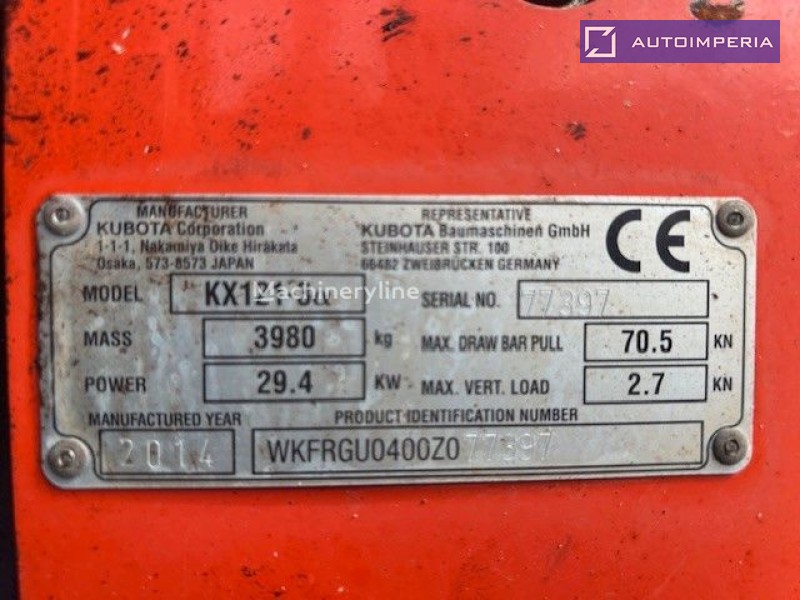 AUTOIMPERIA
MANUFACTURER
KUBOTA Corporation
1-1-1, Nakamiya Oike Hirakata
Osaka, 573-8573 JAPAN
REPRESENTATIVE
KUBOTA Baumaschinen GmbH
STEINHAUSER STR. 100
66482 ZWEIBRÜCKEN GERMANY
CE
MODEL KX121-3α
Machineryline
SERIAL NO. 77397
MASS 3980 kg
MAX. DRAW BAR PULL 70.5 KN
POWER 29.4 KW
MAX. VERT. LOAD 2.7 KN
MANUFACTURED YEAR
2014
PRODUCT IDENTIFICATION NUMBER
WKFRGU0400Z077397